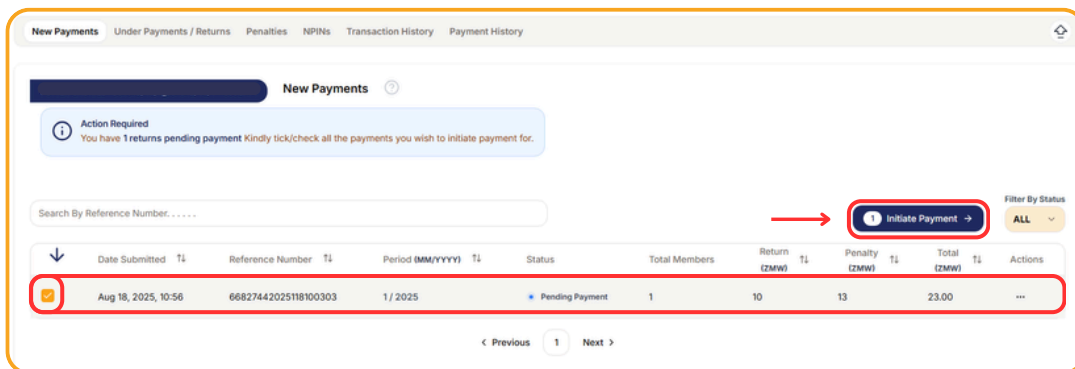 New Payments Under Payments / Returns Penalties NPINs Transaction History Payment History
New Payments ?
Action Required
You have 1 returns pending payment Kindly tick/check all the payments you wish to initiate payment for.
Filter By Status
Search By Reference Number. . . . . . 1 Initiate Payment → ALL
Date Submitted ↑↓ Reference Number ↑↓ Period (MM/YYYY) ↑↓ Status Total Members Return (ZMW) ↑↓ Penalty (ZMW) ↑↓ Total (ZMW) ↑↓ Actions
Aug 18, 2025, 10:56 66827442025118100303 1 / 2025 Pending Payment 1 10 13 23.00 ...
< Previous 1 Next >